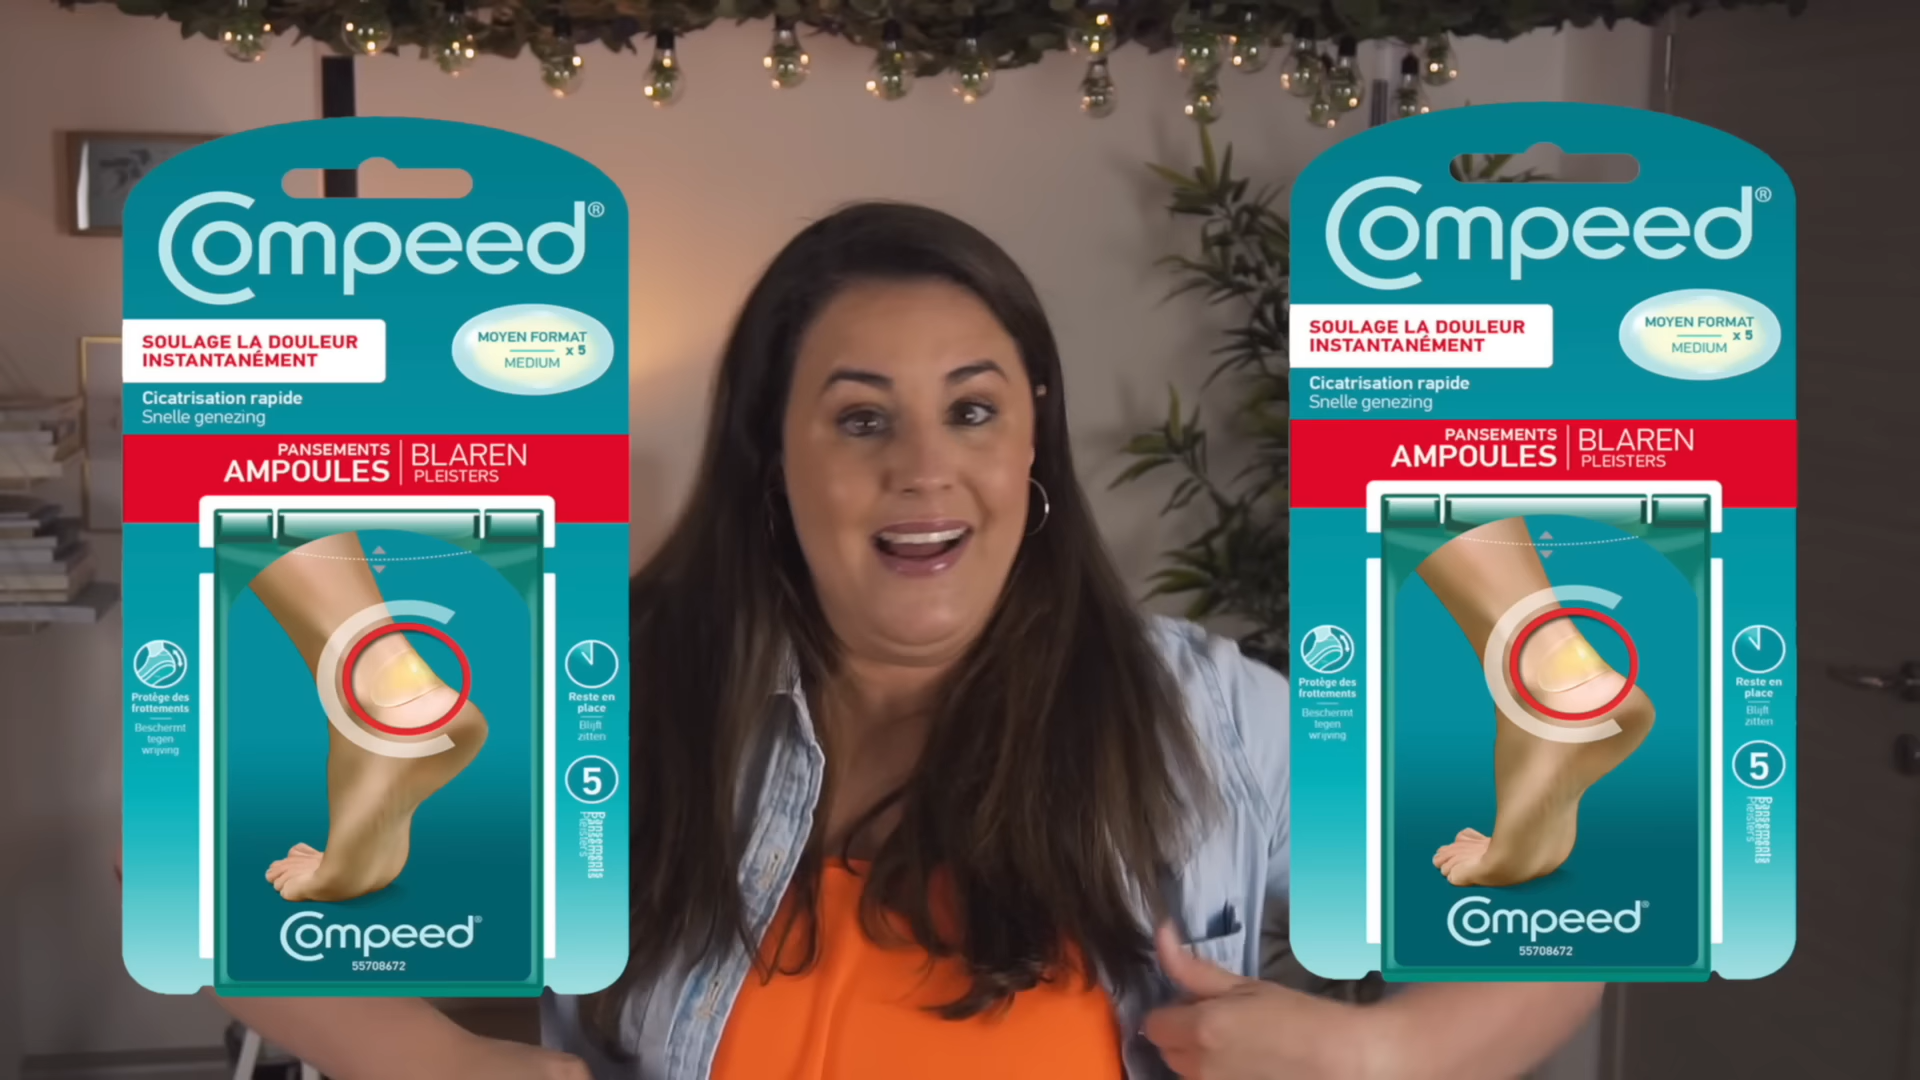 Compeed®
SOULAGE LA DOULEUR
INSTANTANÉMENT
MOYEN FORMAT
x 5
MEDIUM
Cicatrisation rapide
Snelle genezing
PANSEMENTS
AMPOULES
BLAREN
PLEISTERS
Protège des
frottements
Beschermt
tegen
wrijving
Reste en
place
Blijft
zitten
5
Pansements
Pleisters
Compeed®
55708672
Compeed®
SOULAGE LA DOULEUR
INSTANTANÉMENT
MOYEN FORMAT
x 5
MEDIUM
Cicatrisation rapide
Snelle genezing
PANSEMENTS
AMPOULES
BLAREN
PLEISTERS
Protège des
frottements
Beschermt
tegen
wrijving
Reste en
place
Blijft
zitten
5
Pansements
Pleisters
Compeed®
55708672